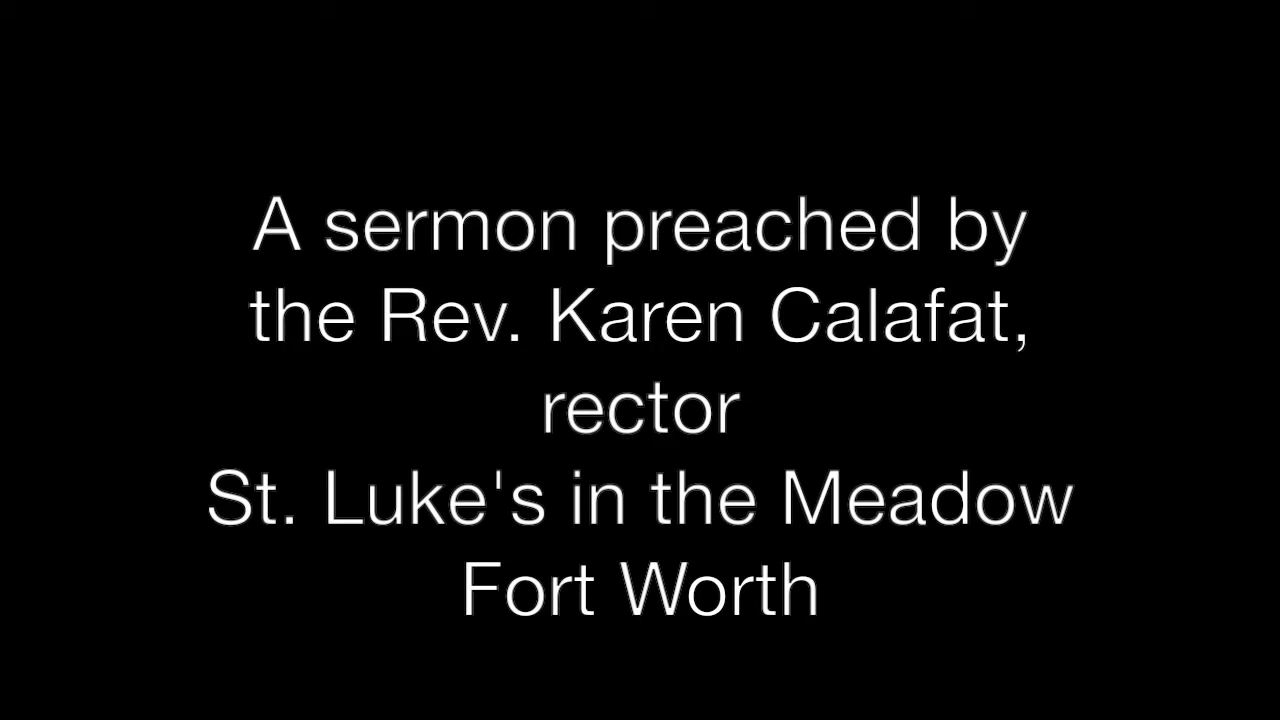 A sermon preached by
the Rev. Karen Calafat,
rector
St. Luke's in the Meadow
Fort Worth